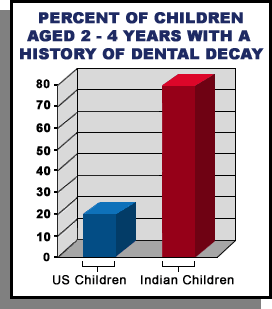 PERCENT OF CHILDREN
AGED 2 - 4 YEARS WITH A
HISTORY OF DENTAL DECAY
80
70
60
50
40
30
20
10
0
US Children Indian Children